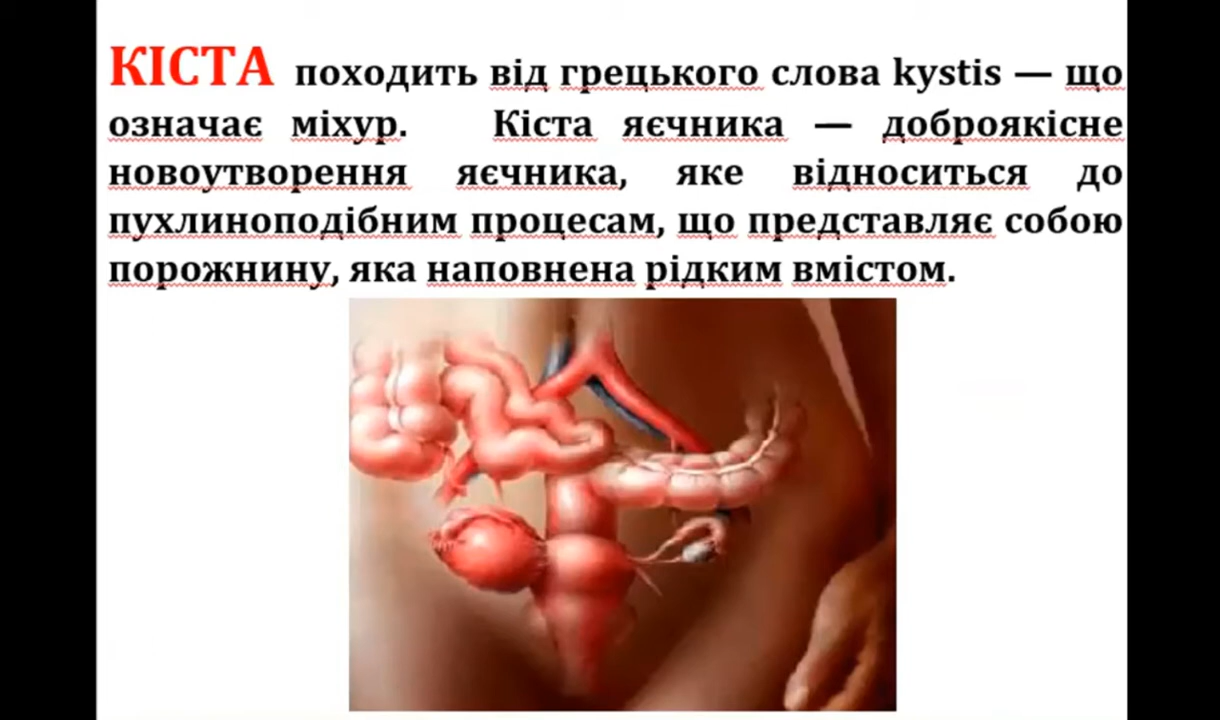 КІСТА походить від грецького слова kystis — що
означає міхур. Кіста яєчника — доброякісне
новоутворення яєчника, яке відноситься до
пухлиноподібним процесам, що представляє собою
порожнину, яка наповнена рідким вмістом.